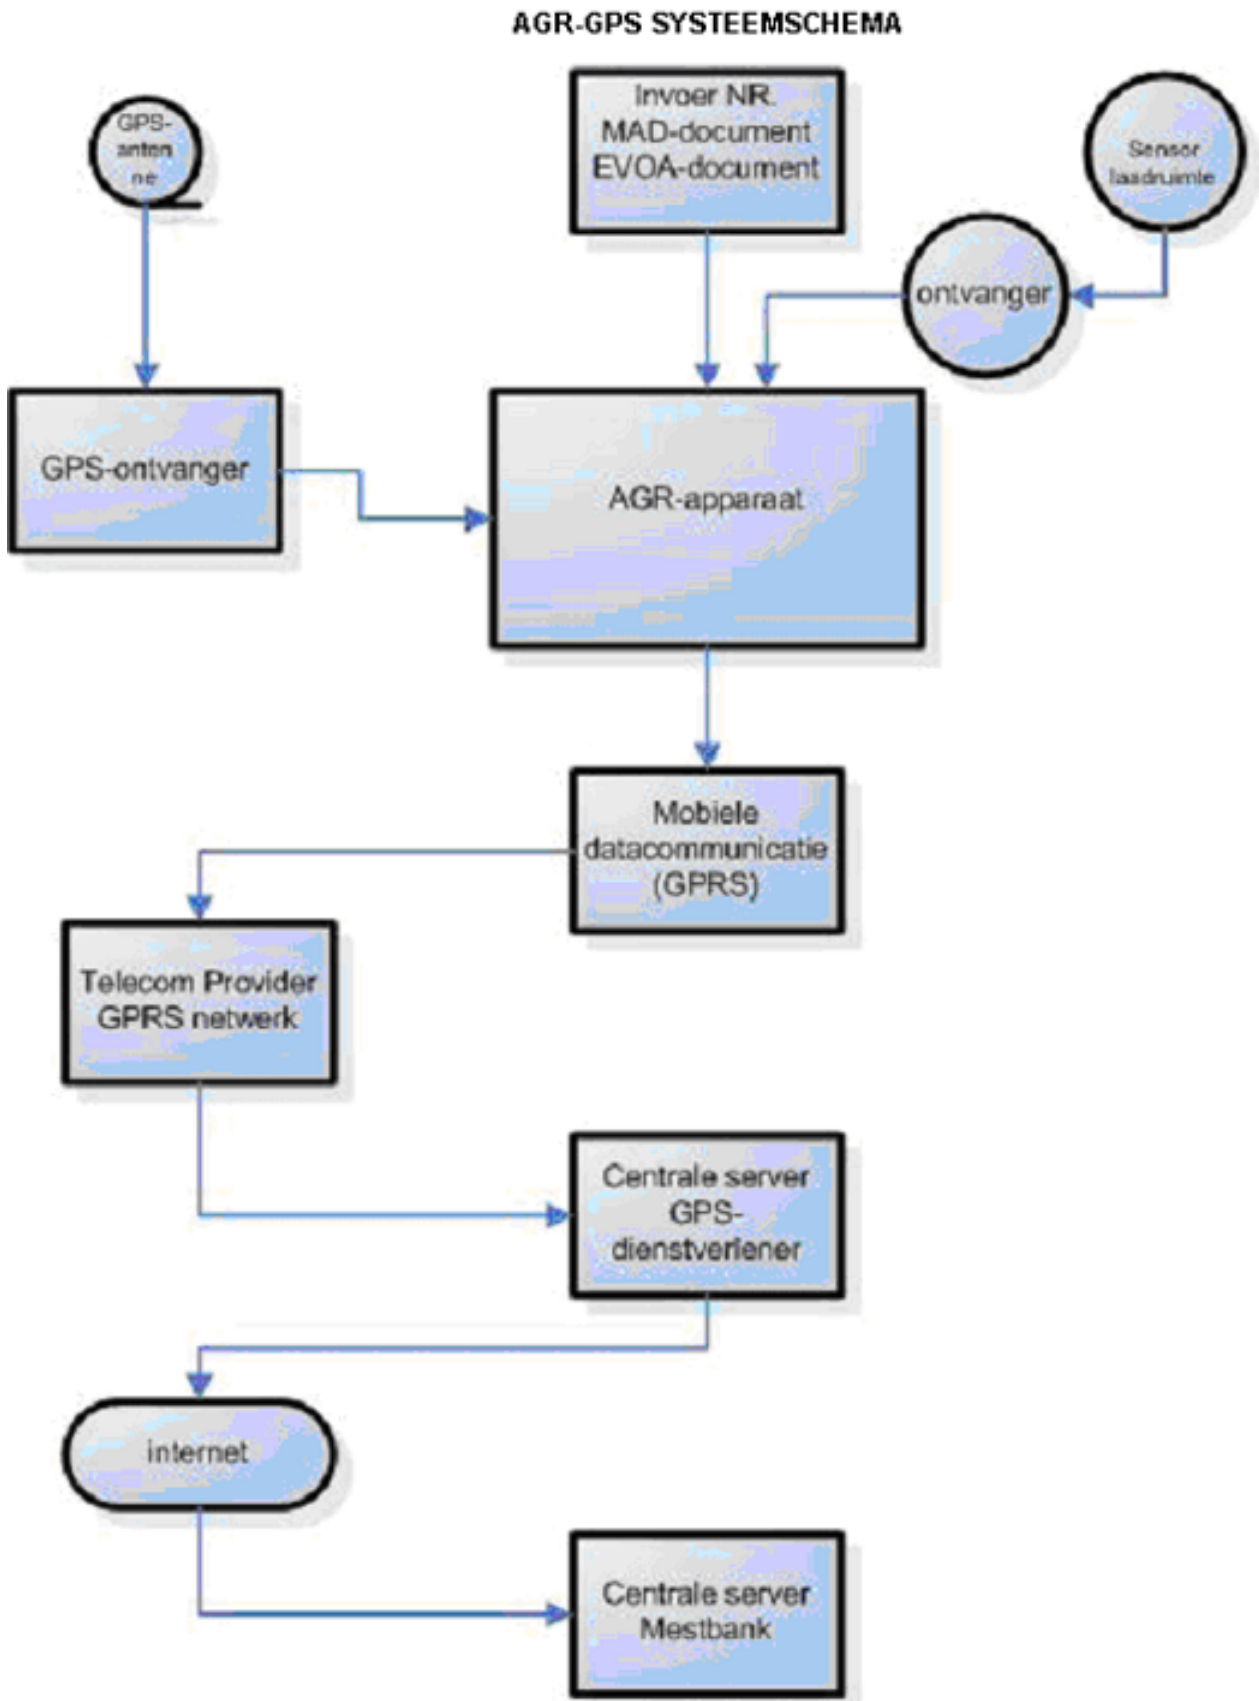 AGR-GPS SYSTEEMSCHEMA
GPS-
anten
ne
Invoer NR.
MAD-document
EVOA-document
Sensor
laadruimte
ontvanger
GPS-ontvanger
AGR-apparaat
Mobiele
datacommunicatie
(GPRS)
Telecom Provider
GPRS netwerk
Centrale server
GPS-
dienstverlener
internet
Centrale server
Mestbank